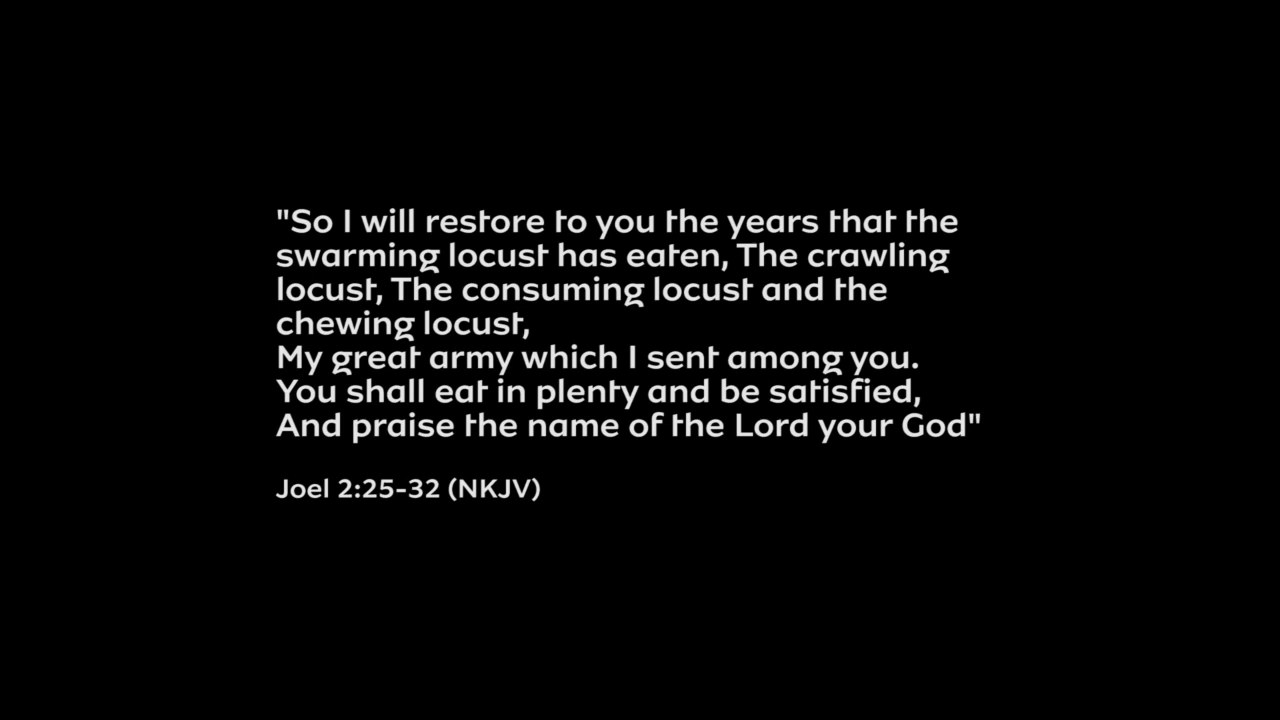 "So I will restore to you the years that the
swarming locust has eaten, The crawling
locust, The consuming locust and the
chewing locust,
My great army which I sent among you.
You shall eat in plenty and be satisfied,
And praise the name of the Lord your God"
Joel 2:25-32 (NKJV)